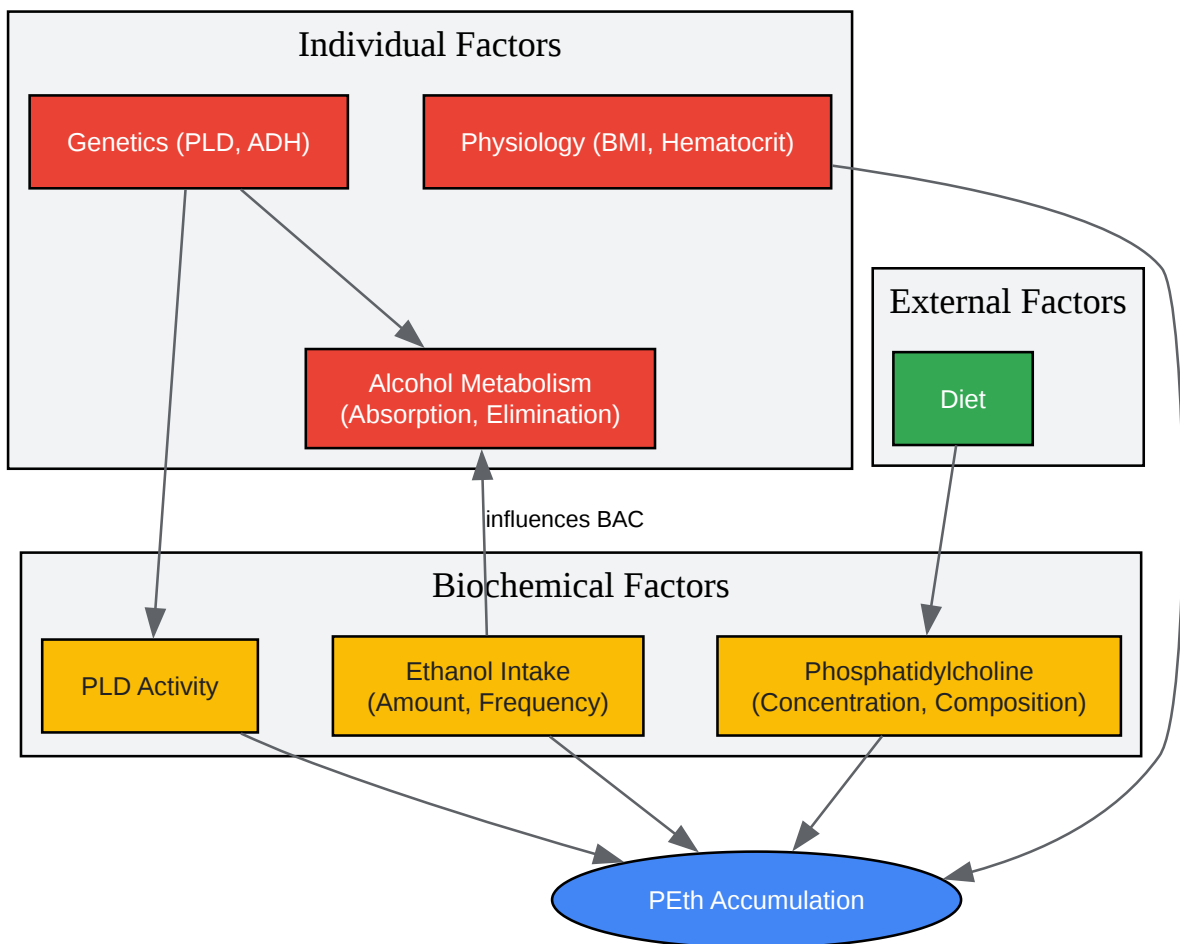 Individual Factors
Genetics (PLD, ADH)
Physiology (BMI, Hematocrit)
External Factors
Alcohol Metabolism
(Absorption, Elimination)
Diet
influences BAC
Biochemical Factors
PLD Activity
Ethanol Intake
(Amount, Frequency)
Phosphatidylcholine
(Concentration, Composition)
PEth Accumulation